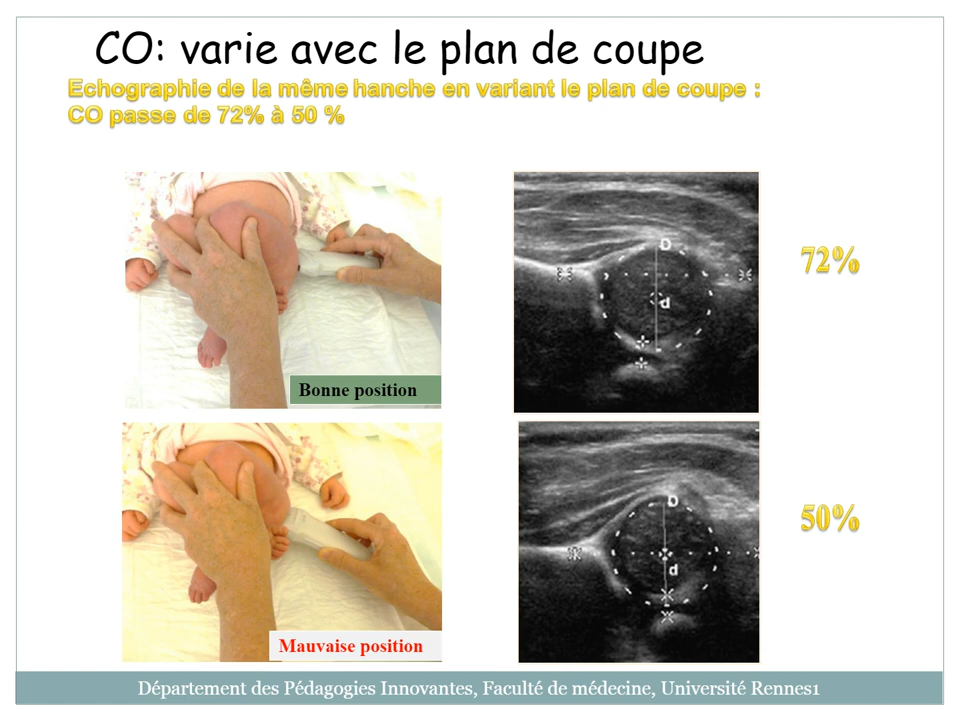 CO: varie avec le plan de coupe
Echographie de la même hanche en variant le plan de coupe :
CO passe de 72% à 50 %
D
d
72%
Bonne position
D
d
50%
Mauvaise position
Département des Pédagogies Innovantes, Faculté de médecine, Université Rennes1